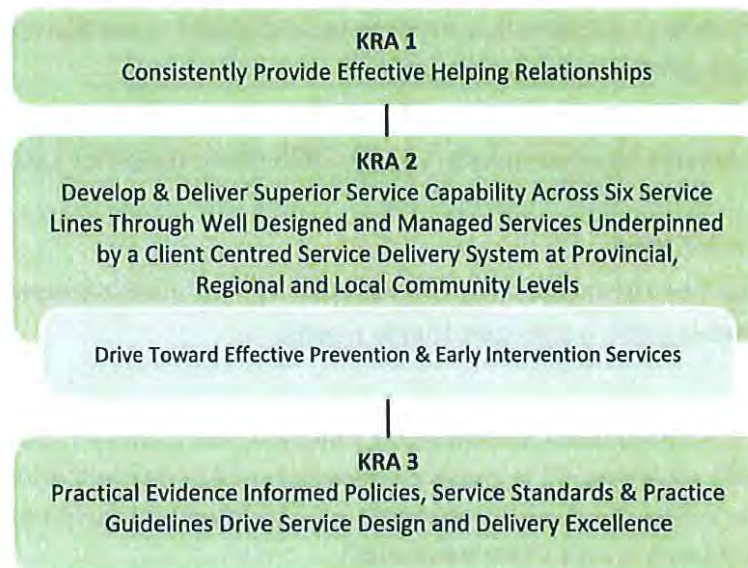 KRA 1
Consistently Provide Effective Helping Relationships
KRA 2
Develop & Deliver Superior Service Capability Across Six Service
Lines Through Well Designed and Managed Services Underpinned
by a Client Centred Service Delivery System at Provincial,
Regional and Local Community Levels
Drive Toward Effective Prevention & Early Intervention Services
KRA 3
Practical Evidence Informed Policies, Service Standards & Practice
Guidelines Drive Service Design and Delivery Excellence